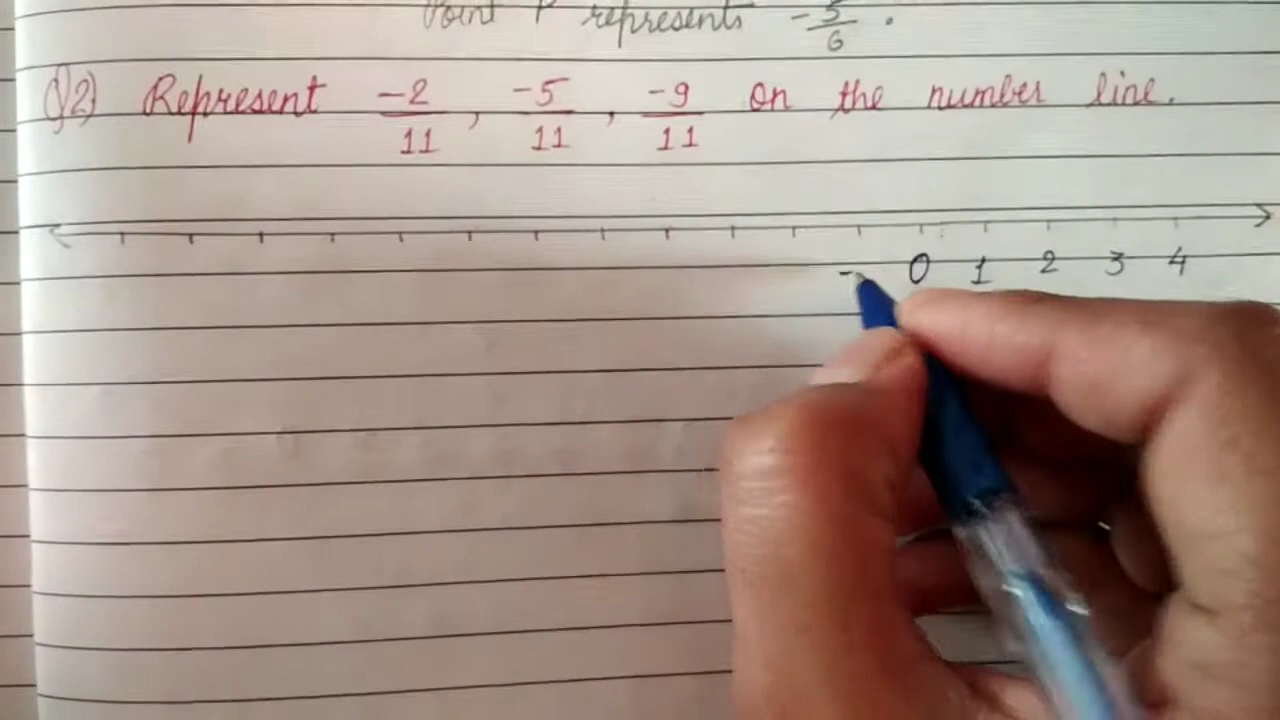 Point P represents -5/6 .
Q2) Represent -2/11 , -5/11 , -9/11 on the number line.
- 0 1 2 3 4